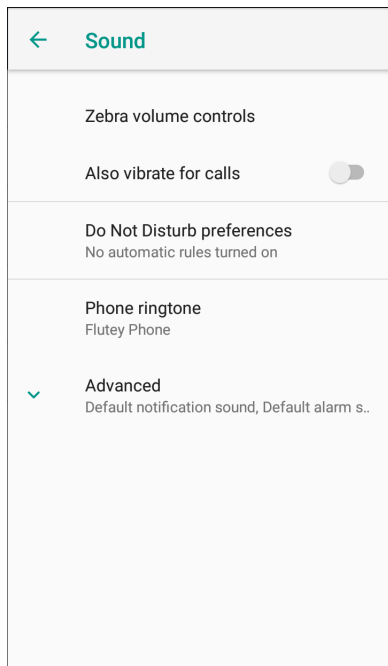 Sound
Zebra volume controls
Also vibrate for calls
Do Not Disturb preferences
No automatic rules turned on
Phone ringtone
Flutey Phone
Advanced
Default notification sound, Default alarm s..